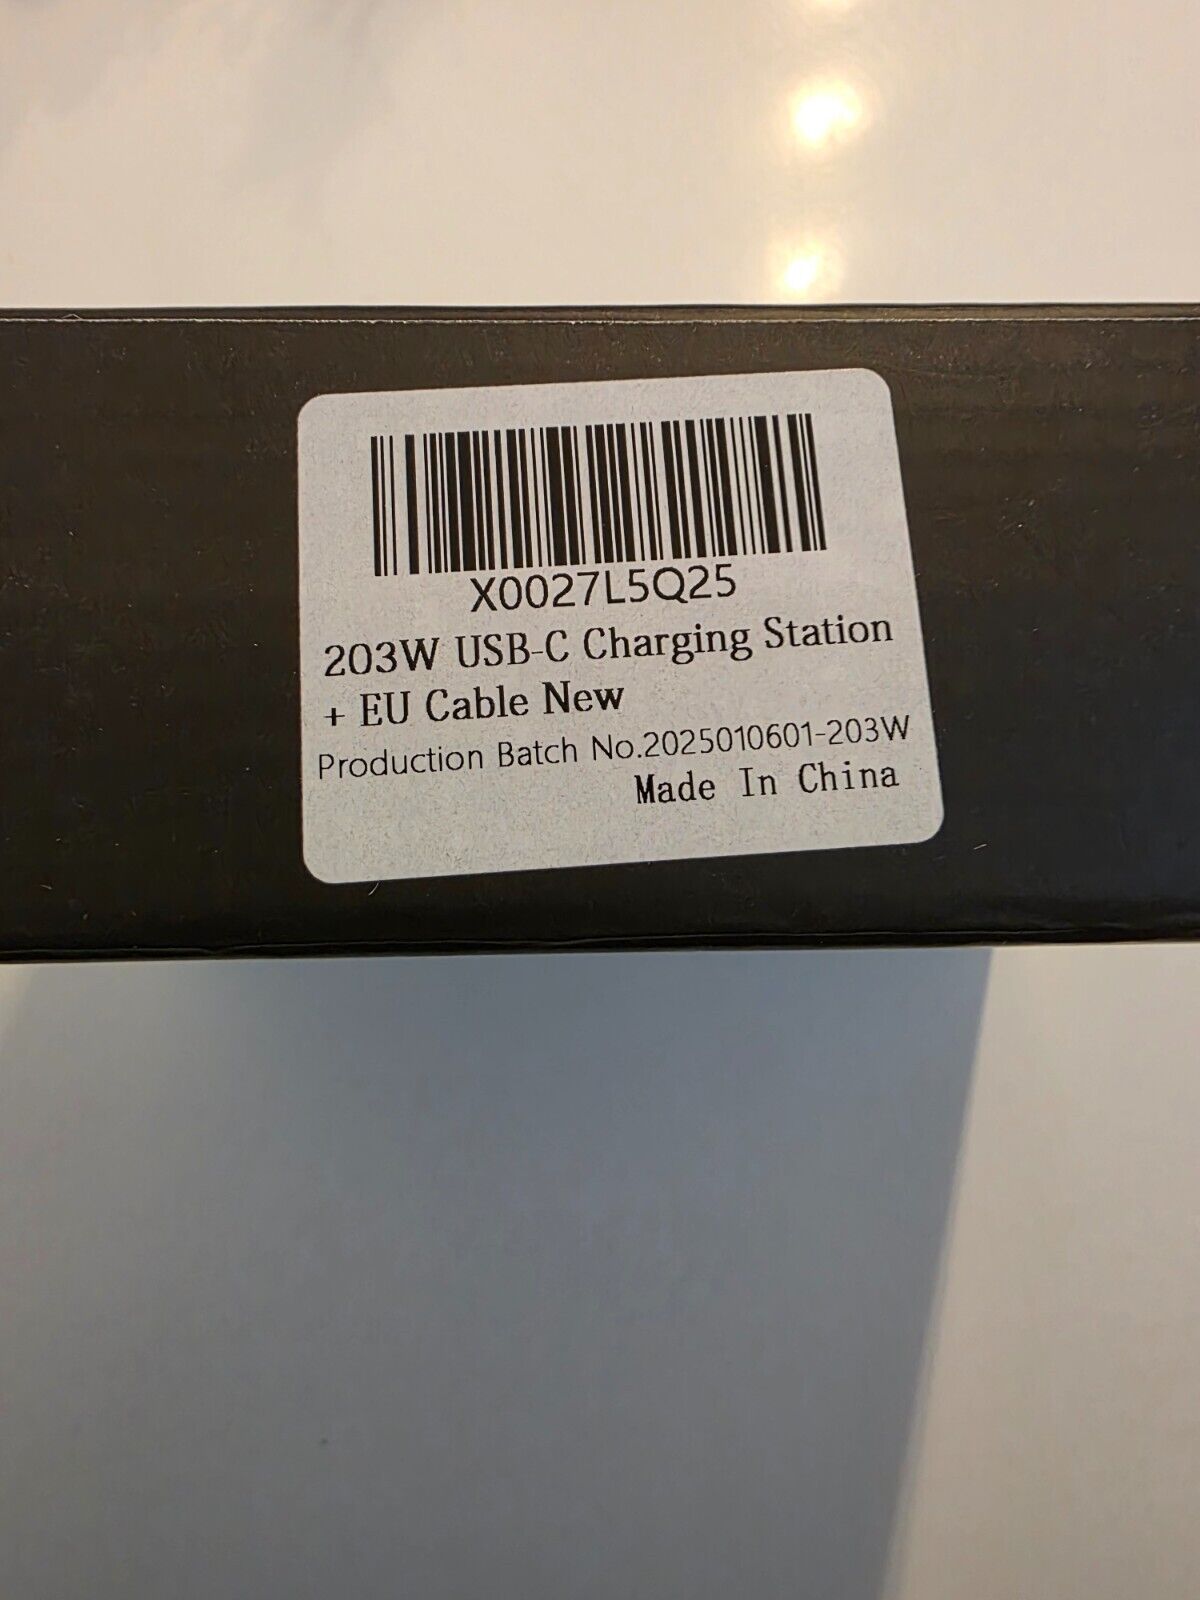 X0027L5Q25
203W USB-C Charging Station
+ EU Cable New
Production Batch No.2025010601-203W
Made In China